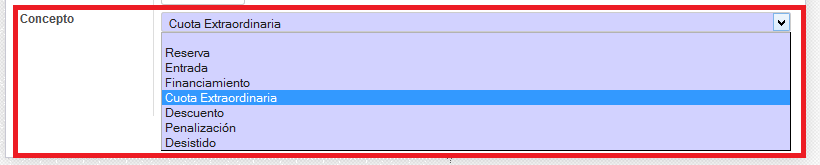 Concepto
Cuota Extraordinaria
Reserva
Entrada
Financiamiento
Cuota Extraordinaria
Descuento
Penalización
Desistido